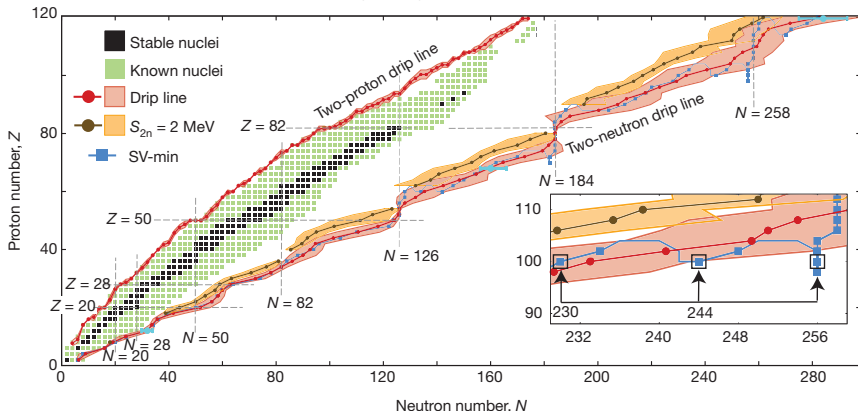 120
80
40
0
Proton number, Z
Stable nuclei
Known nuclei
Drip line
S2n = 2 MeV
SV-min
Two-proton drip line
Two-neutron drip line
Z = 82
Z = 50
Z = 28
Z = 20
N = 20
N = 28
N = 50
N = 82
N = 126
N = 184
N = 258
110
100
90
230
244
256
232
240
248
256
0
40
80
120
160
200
240
280
Neutron number, N